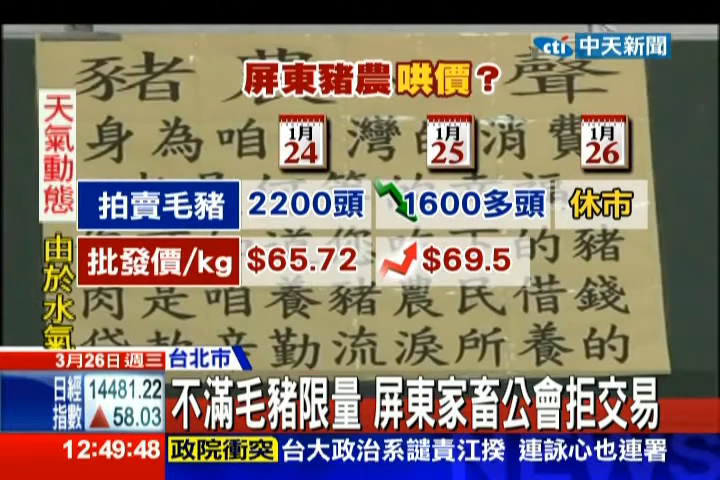 cti 中天新聞
屏東豬農哄價？
豬農 聲
身為咱 灣的消費
的豬
肉是咱養豬農民借錢
辛勤流淚所養的
天氣動態
由於水氣
1月 24
1月 25
1月 26
拍賣毛豬 2200頭 1600多頭 休市
批發價/kg $65.72 $69.5
3月26日 週三 台北市
日經指數 14481.22 ▲58.03
不滿毛豬限量 屏東家畜公會拒交易
12:49:48 政院衝突 台大政治系譴責江揆 連詠心也連署
NEWS